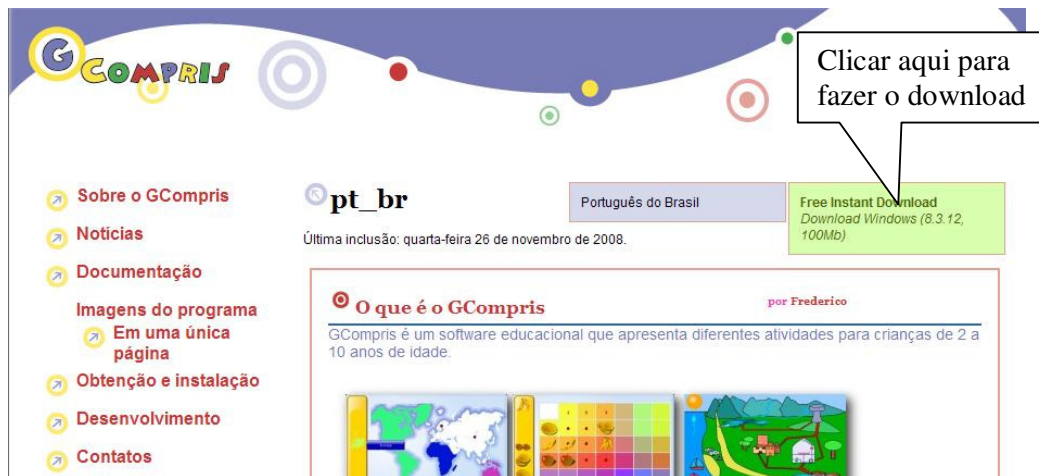 GCOMPRIS
Clicar aqui para
fazer o download
Sobre o GCompris
Notícias
Documentação
Imagens do programa
Em uma única
página
Obtenção e instalação
Desenvolvimento
Contatos
pt_br
Português do Brasil
Free Instant Download
Download Windows (8.3.12,
100Mb)
Última inclusão: quarta-feira 26 de novembro de 2008.
O que é o GCompris
por Frederico
GCompris é um software educacional que apresenta diferentes atividades para crianças de 2 a
10 anos de idade.